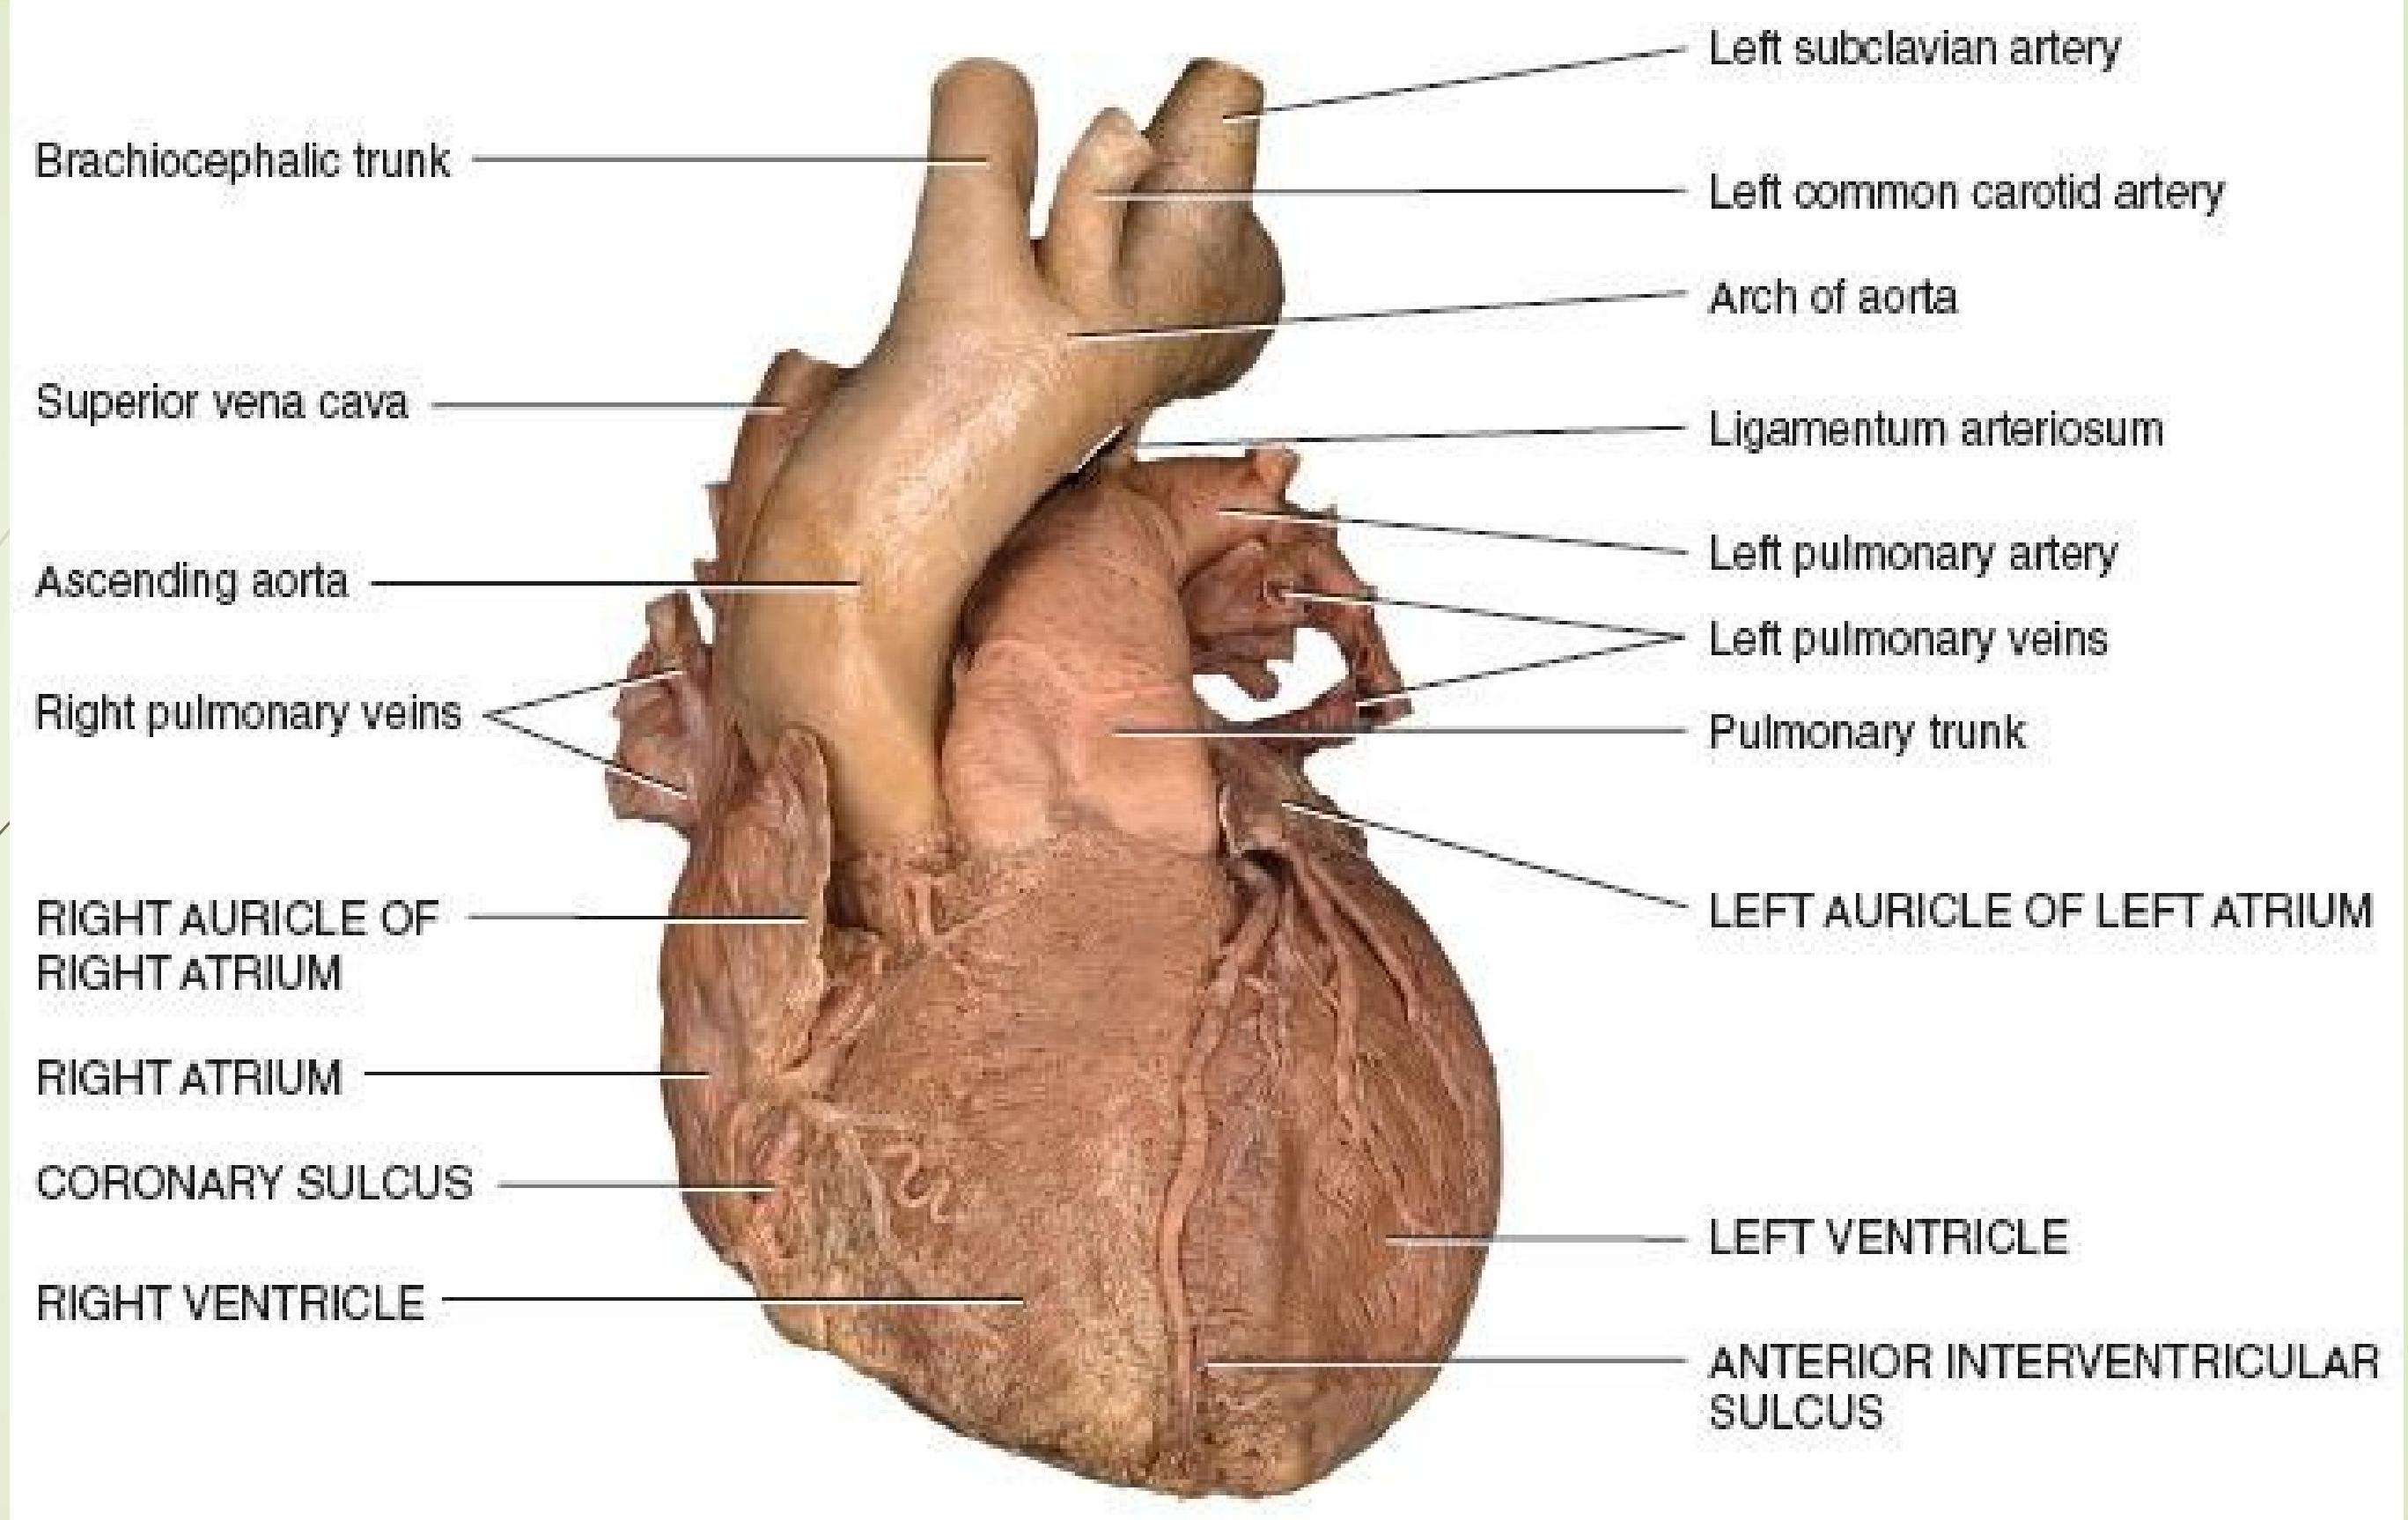 Brachiocephalic trunk
Superior vena cava
Ascending aorta
Right pulmonary veins
RIGHT AURICLE OF
RIGHT ATRIUM
RIGHT ATRIUM
CORONARY SULCUS
RIGHT VENTRICLE
Left subclavian artery
Left common carotid artery
Arch of aorta
Ligamentum arteriosum
Left pulmonary artery
Left pulmonary veins
Pulmonary trunk
LEFT AURICLE OF LEFT ATRIUM
LEFT VENTRICLE
ANTERIOR INTERVENTRICULAR
SULCUS